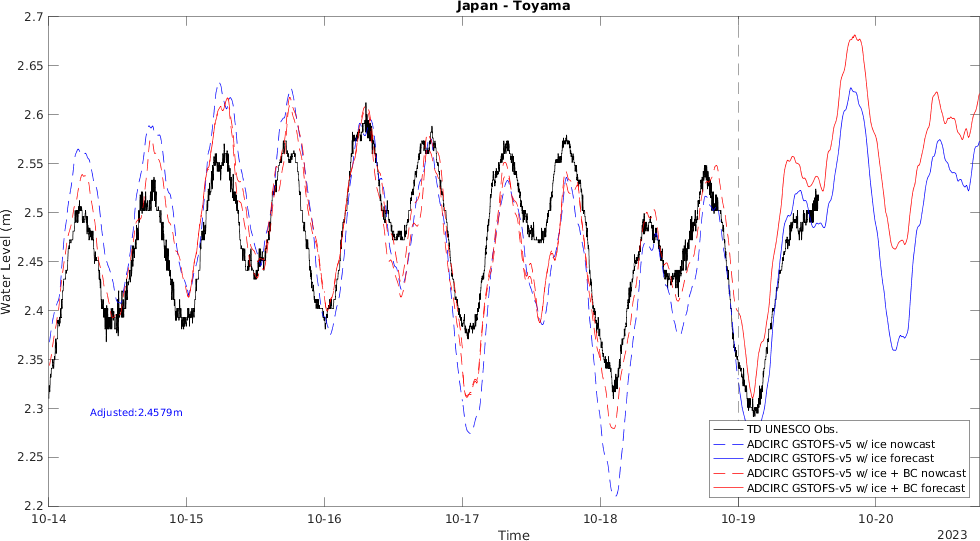 Japan - Toyama
Water Level (m)
2.7
2.65
2.6
2.55
2.5
2.45
2.4
2.35
2.3
2.25
2.2
Adjusted:2.4579m
TD UNESCO Obs.
ADCIRC GSTOFS-v5 w/ ice nowcast
ADCIRC GSTOFS-v5 w/ ice forecast
ADCIRC GSTOFS-v5 w/ ice + BC nowcast
ADCIRC GSTOFS-v5 w/ ice + BC forecast
10-14 10-15 10-16 10-17 10-18 10-19 10-20
Time
2023